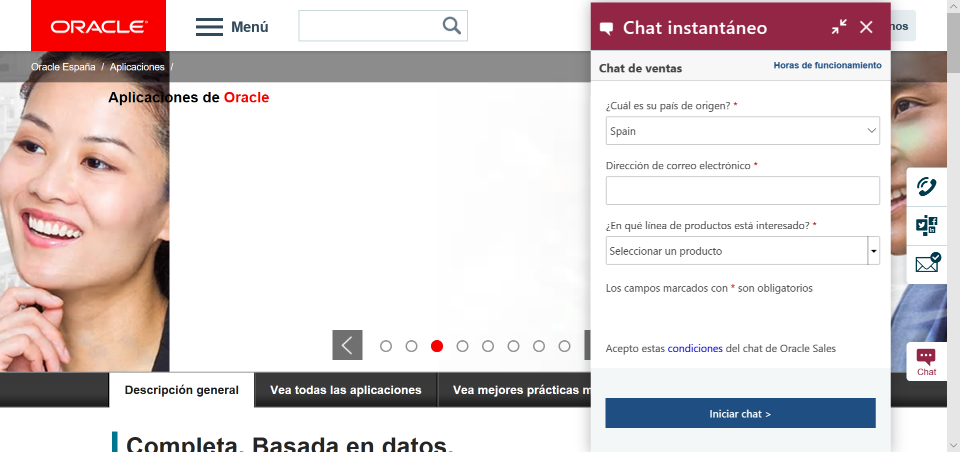 ORACLE
Menú
nos
Oracle España / Aplicaciones /
Aplicaciones de Oracle
Descripción general
Vea todas las aplicaciones
Vea mejores prácticas m
Completa. Basada en datos.
Chat instantáneo
Chat de ventas
Horas de funcionamiento
¿Cuál es su país de origen? *
Spain
Dirección de correo electrónico *
¿En qué línea de productos está interesado? *
Seleccionar un producto
Los campos marcados con * son obligatorios
Acepto estas condiciones del chat de Oracle Sales
Iniciar chat >
Chat